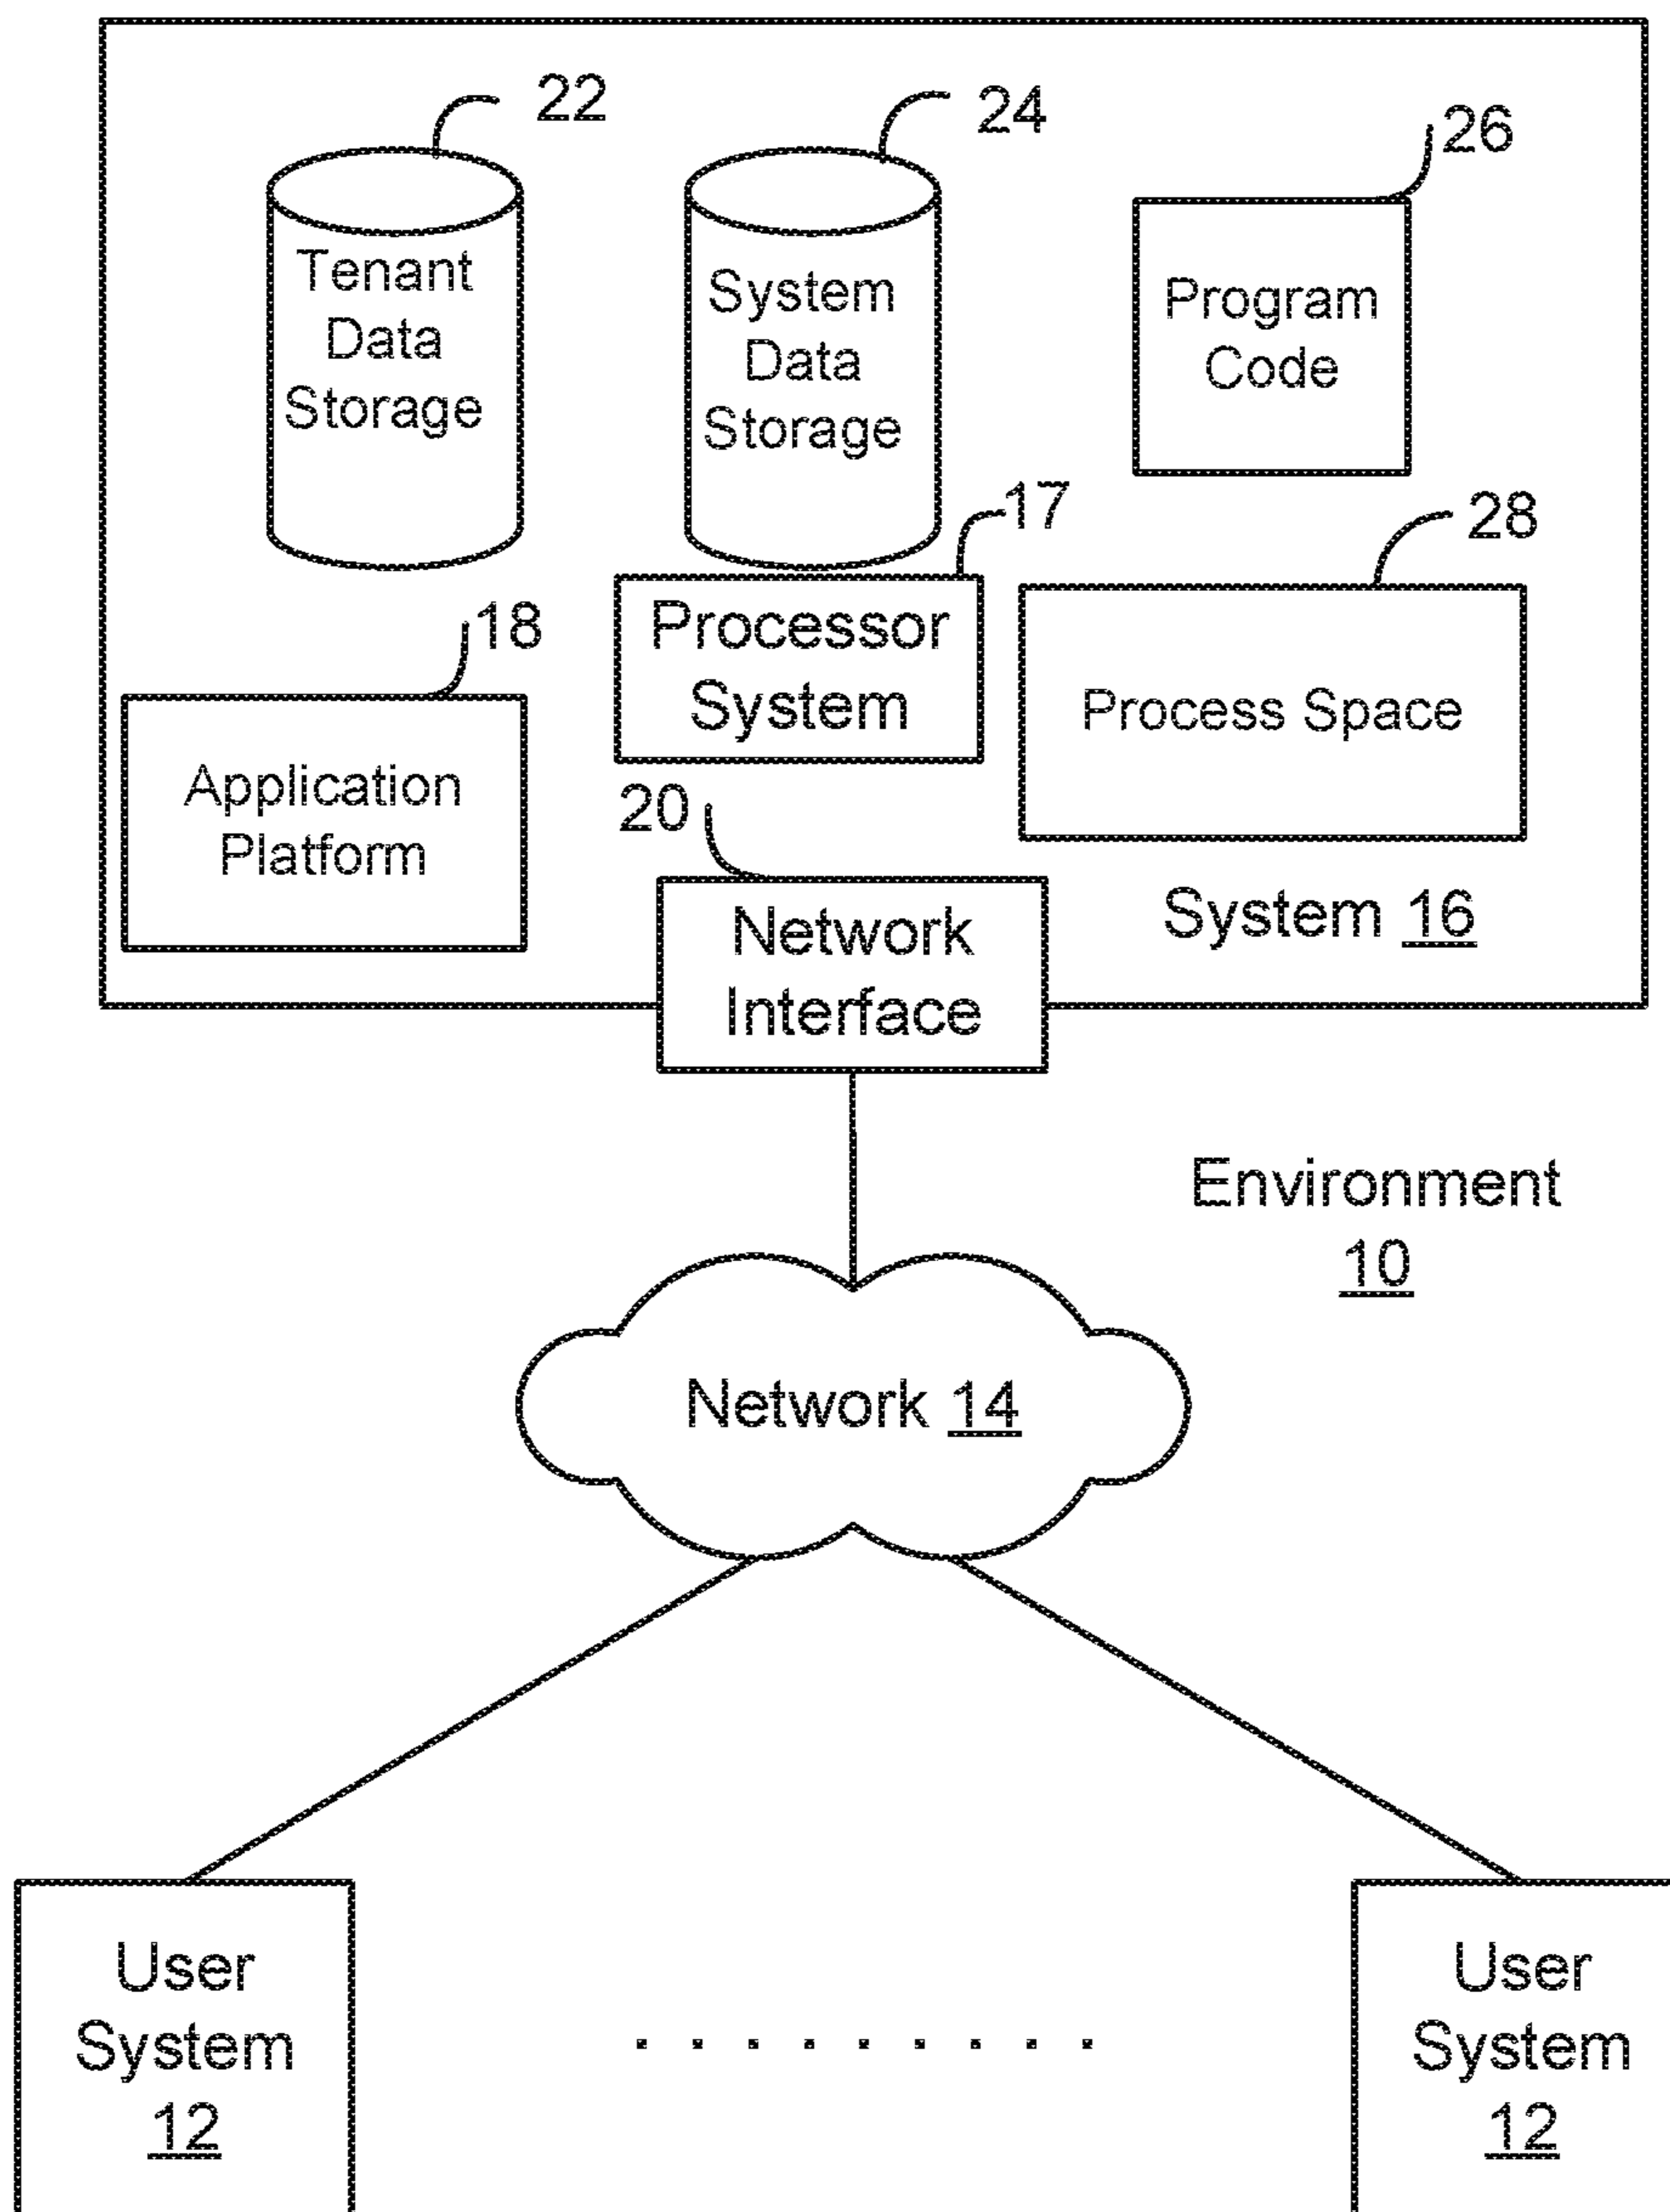 22
24
26
Tenant
Data
Storage
System
Data
Storage
Program
Code
17
28
18
Processor
System
Process Space
Application
Platform
20
Network
Interface
System 16
Environment
10
Network 14
User
System
12
User
System
12